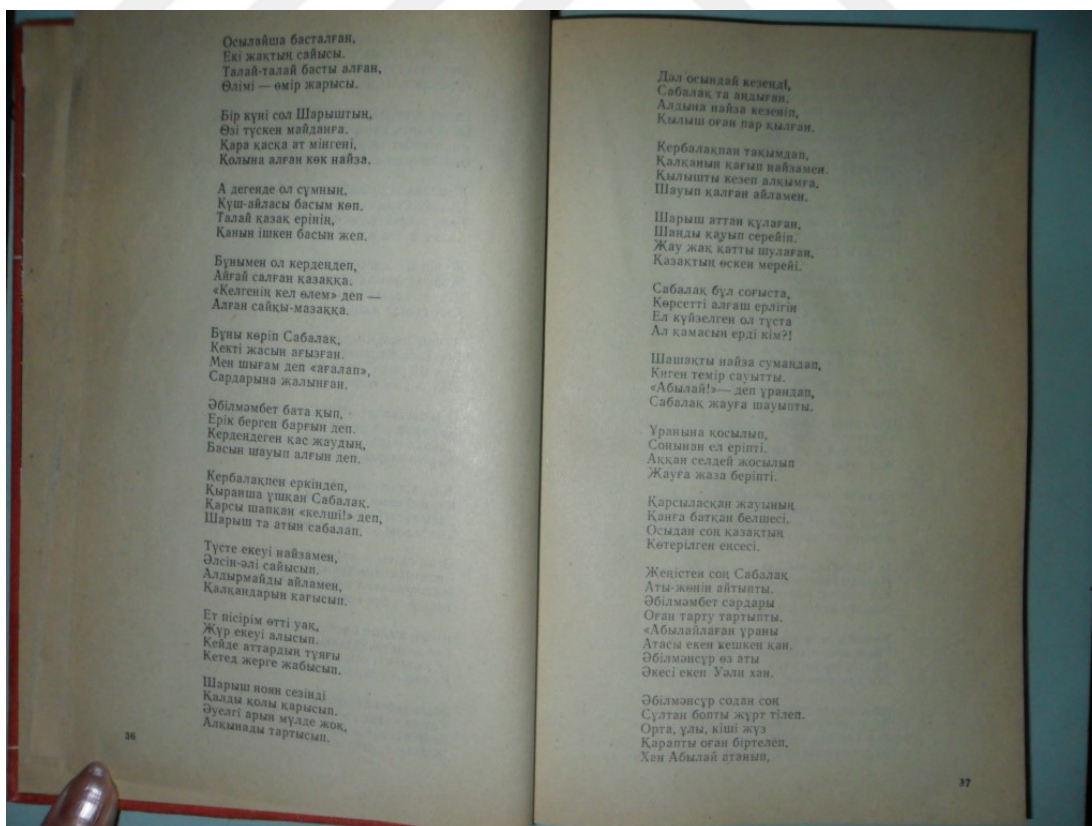 Осылайша басталған,
Екі жақтың сайысы.
Талай-талай басты алған,
Өлімі — өмір жарысы.
Бір күні сол Шарыштың,
Өзі түскен майданға.
Қара қасқа ат мінгені,
Қолына алған көк найза.
А дегенде ол сұмның,
Күш-айласы басым көп.
Талай қазақ ерінің,
Қанын ішкен басын жеп.
Бұнымен ол кердеңдеп,
Айғай салған қазаққа.
«Келгенің кел өлем» деп —
Алған сайқы-мазаққа.
Бұны көріп Сабалақ,
Кекті жасын ағызған.
Мен шығам деп «ағалап»,
Сардарына жалынған.
Әбілмәмбет бата қып,
Ерік берген барғын деп.
Кердеңдеген қас жаудың,
Басын шауып алғын деп.
Кербалақпен еркіндеп,
Қыранша ұшқан Сабалақ.
Қарсы шапқан «келші!» деп,
Шарыш та атын сабалап.
Түсте екеуі найзамен,
Әлсін-әлі сайысып.
Алдырмайды айламен,
Қалқандарын қағысып.
Ет пісірім өтті уақ,
Жүр екеуі алысып.
Кейде аттардың тұяғы
Кетед жерге жабысып.
Шарыш ноян сезінді
Қалды қолы қарысып.
Әуелгі арын мүлде жоқ,
Алқынады тартысып.
36
Дәл осындай кезеңді,
Сабалақ та аңдыған.
Алдына найза кезеніп,
Қылыш оған пар қылған.
Кербалақпан тақымдап,
Қалқанын қағып найзамен.
Қылышты кезеп алқымға,
Шауып қалған айламен.
Шарыш аттан құлаған,
Шаңды қауып серейіп.
Жау жақ қатты шулаған,
Қазақтың өскен мерейі.
Сабалақ бұл соғыста,
Көрсетті алғаш ерлігін
Ел күйзелген ол тұста
Ал қамасын ерді кім?!
Шашақты найза сумаңдап,
Киген темір сауытты.
«Абылай!»— деп ұрандап,
Сабалақ жауға шауыпты.
Ұранына қосылып,
Соңынан ел еріпті.
Аққан селдей жосылып
Жауға жаза беріпті.
Қарсыласқан жауының
Қанға батқан белшесі.
Осыдан соң қазақтың
Көтерілген еңсесі.
Жеңістен соң Сабалақ
Аты-жөнін айтыпты.
Әбілмәмбет сардары
Оған тарту тартыпты.
«Абылайлаған ұраны
Атасы екен кешкен қан.
Әбілмәнсүр өз аты
Әкесі екен Уәли хан.
Әбілмәнсүр содан соң
Сұлтан бопты жұрт тілеп.
Орта, ұлы, кіші жүз
Қарапты оған біртелеп,
Хан Абылай атанып,
37